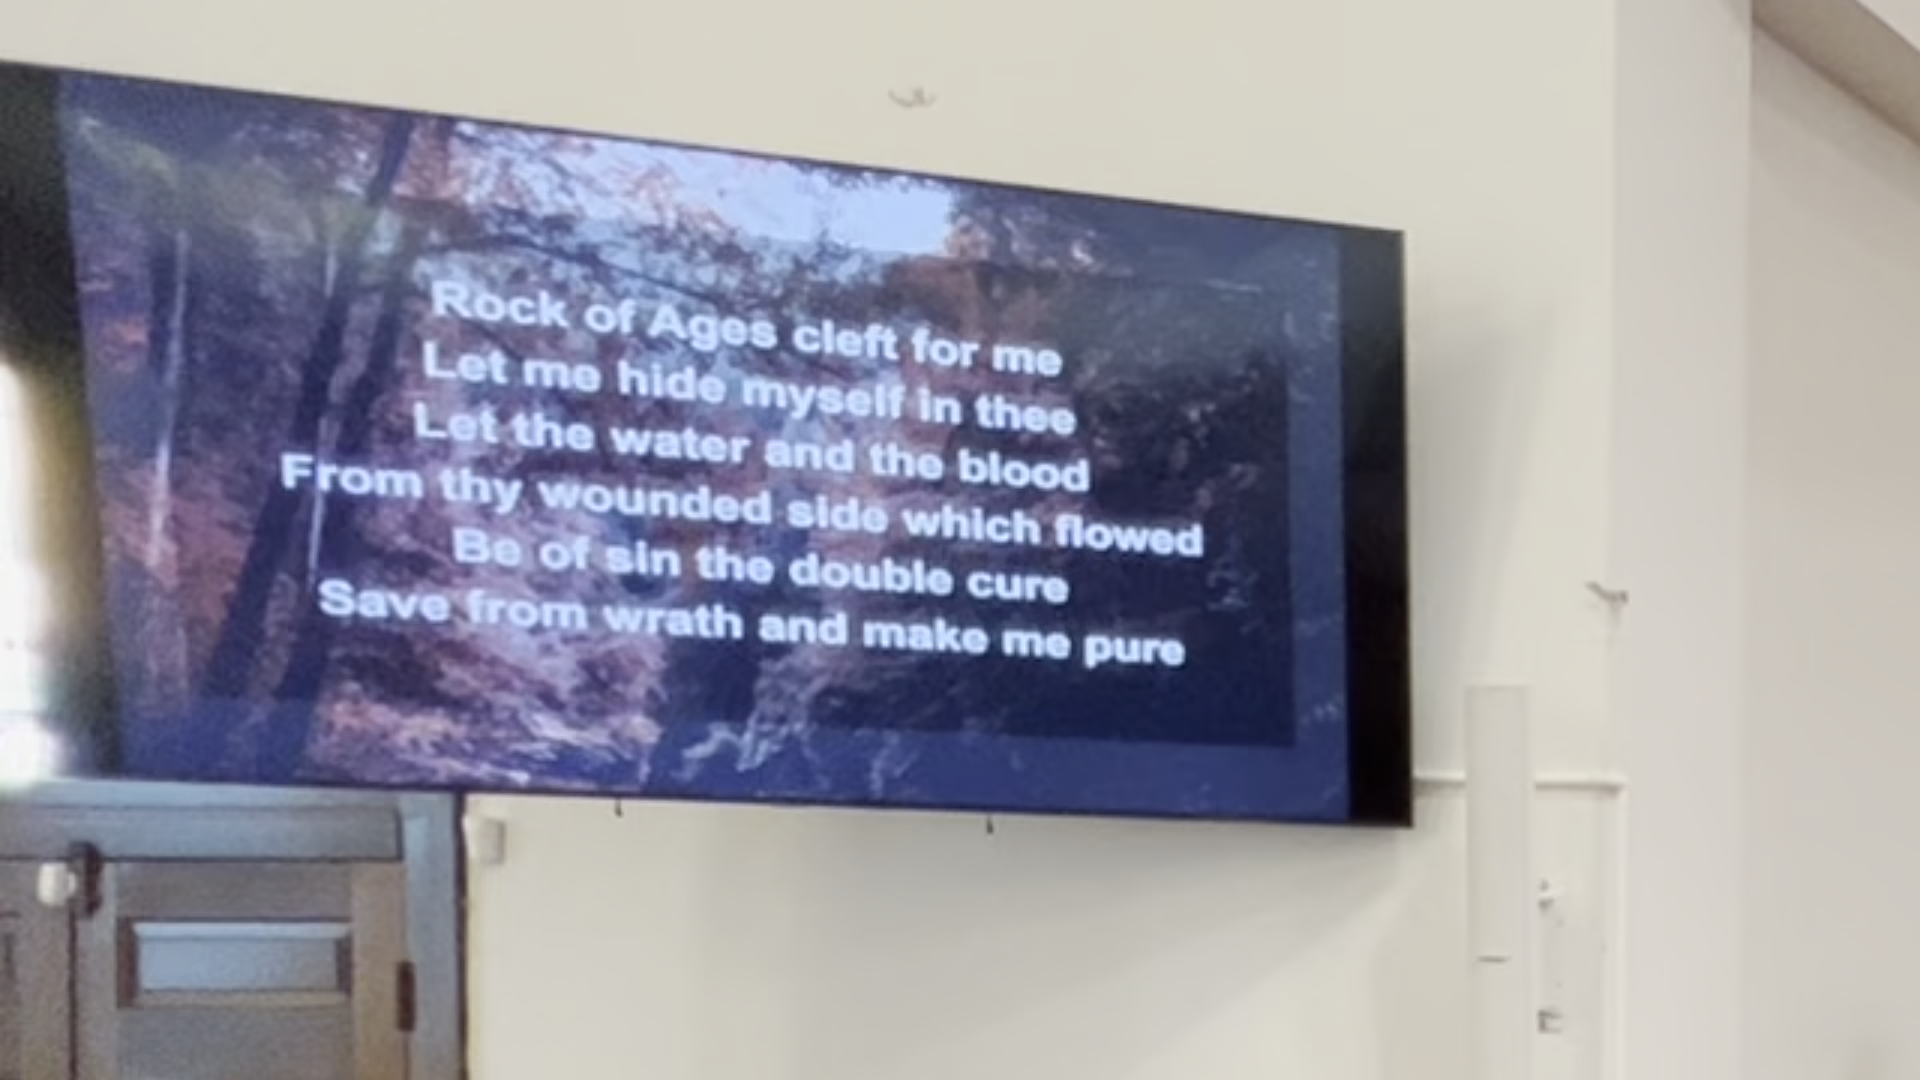 Rock of Ages cleft for me
Let me hide myself in thee
Let the water and the blood
From thy wounded side which flowed
Be of sin the double cure
Save from wrath and make me pure